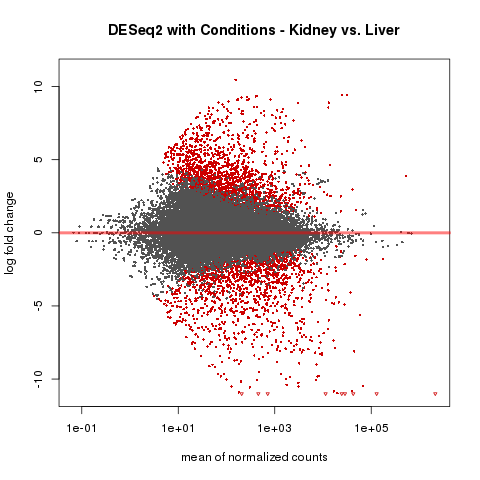 DESeq2 with Conditions - Kidney vs. Liver
log fold change
10
5
0
-5
-10
1e-01
1e+01
1e+03
1e+05
mean of normalized counts